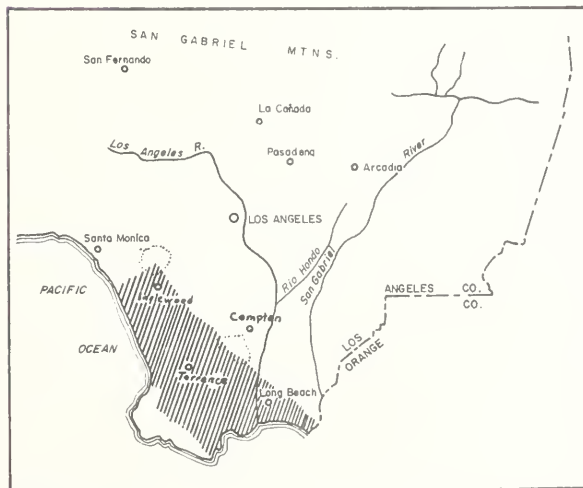 SAN GABRIEL MTNS.
San Fernando
La Cañada
Los Angeles R.
Pasadena
Arcadia
River
San Gabriel
LOS ANGELES
Rio Hondo
Santa Monica
PACIFIC
OCEAN
Inglewood
Compton
Torrance
Long Beach
ANGELES CO.
CO.
LOS
ORANGE